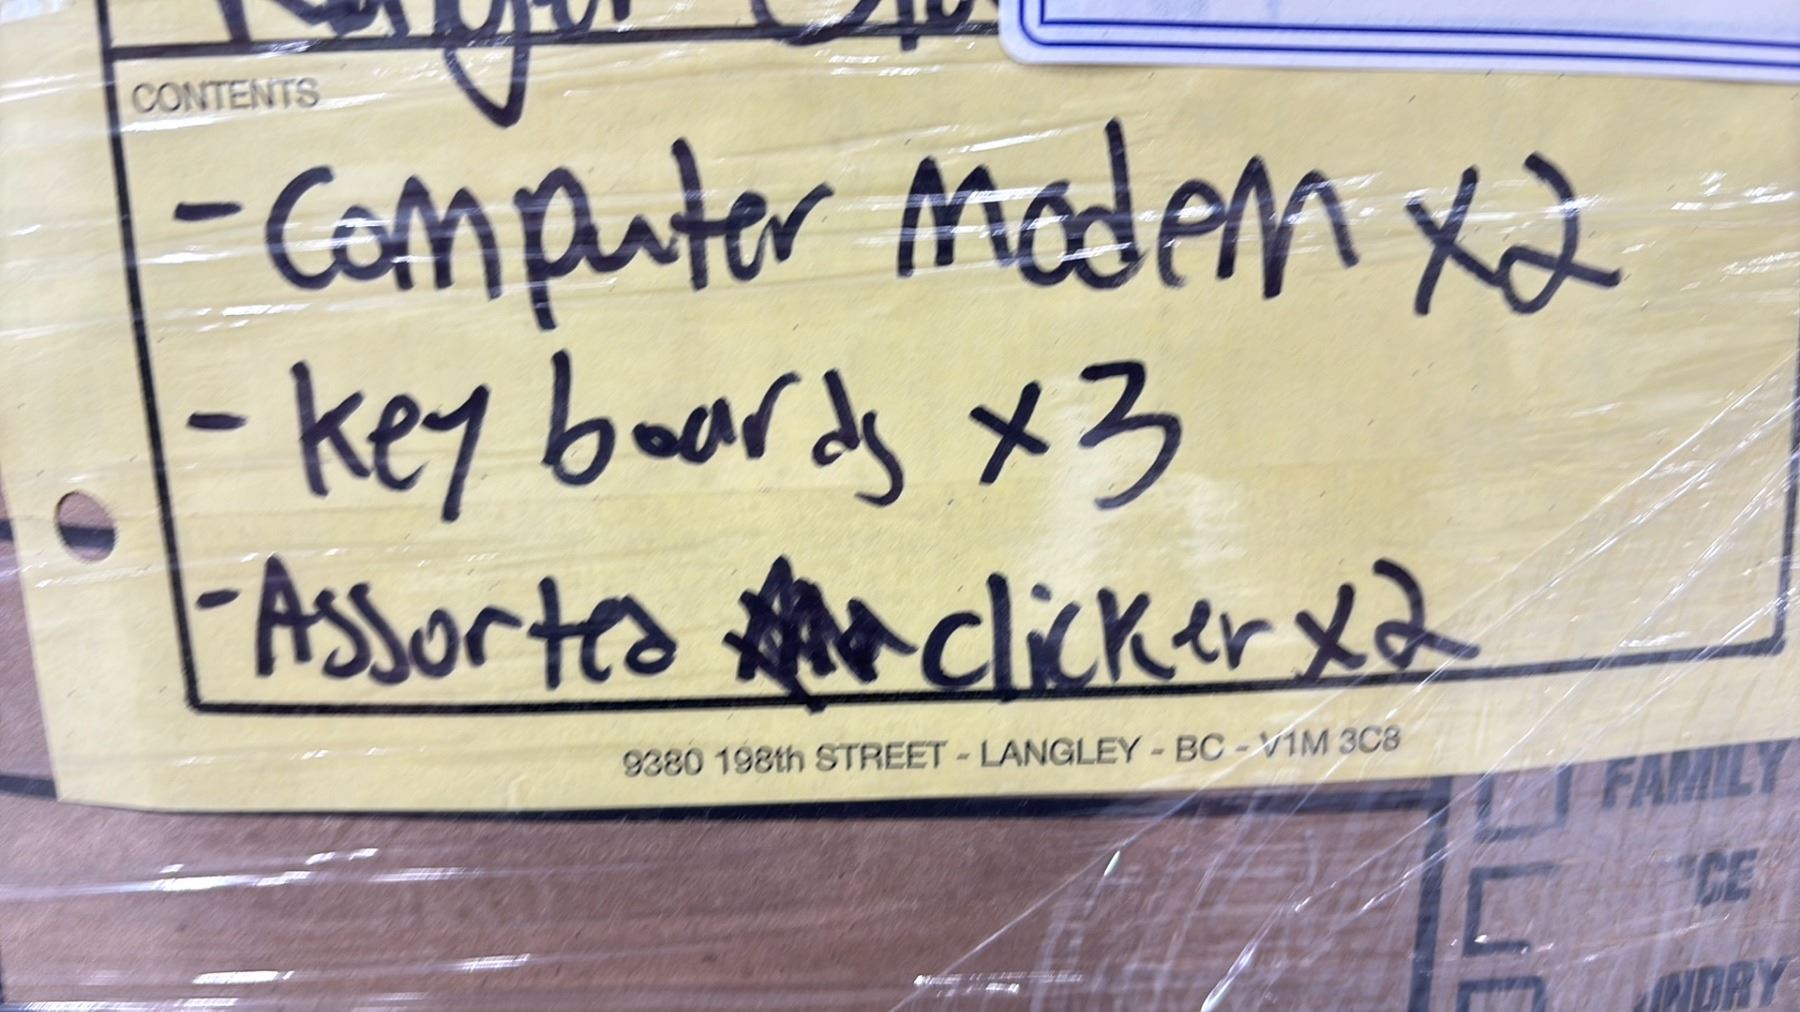 CONTENTS
- Computer Modem x2
- Key boards x3
- Assorted clicker x2
9380 198th STREET - LANGLEY - BC - V1M 3C8
FAMILY